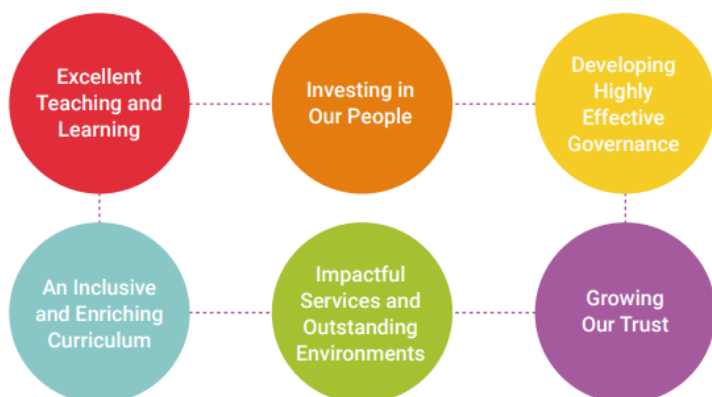 Excellent
Teaching and
Learning
Investing in
Our People
Developing
Highly
Effective
Governance
An Inclusive
and Enriching
Curriculum
Impactful
Services and
Outstanding
Environments
Growing
Our Trust